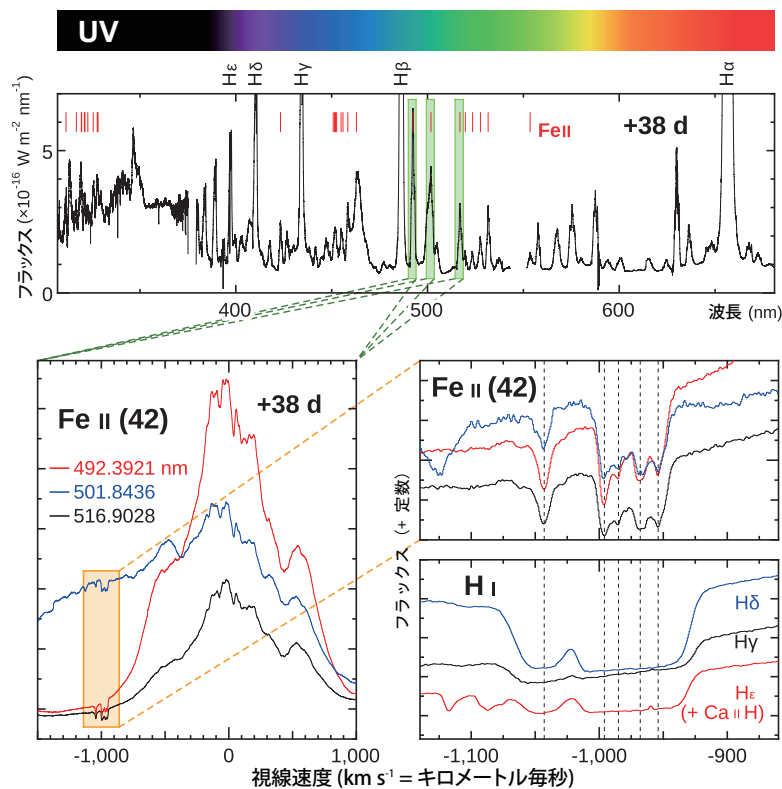 UV
Hε
Hδ
Hγ
Hβ
Hα
フラックス (×10⁻¹⁶ W m⁻² nm⁻¹)
5
0
Fe II
+38 d
400
500
600
波長 (nm)
Fe II (42)
+38 d
492.3921 nm
501.8436
516.9028
-1,000
0
1,000
Fe II (42)
フラックス (+ 定数)
H I
Hδ
Hγ
Hε
(+ Ca II H)
-1,100
-1,000
-900
視線速度 (km s⁻¹ = キロメートル毎秒)